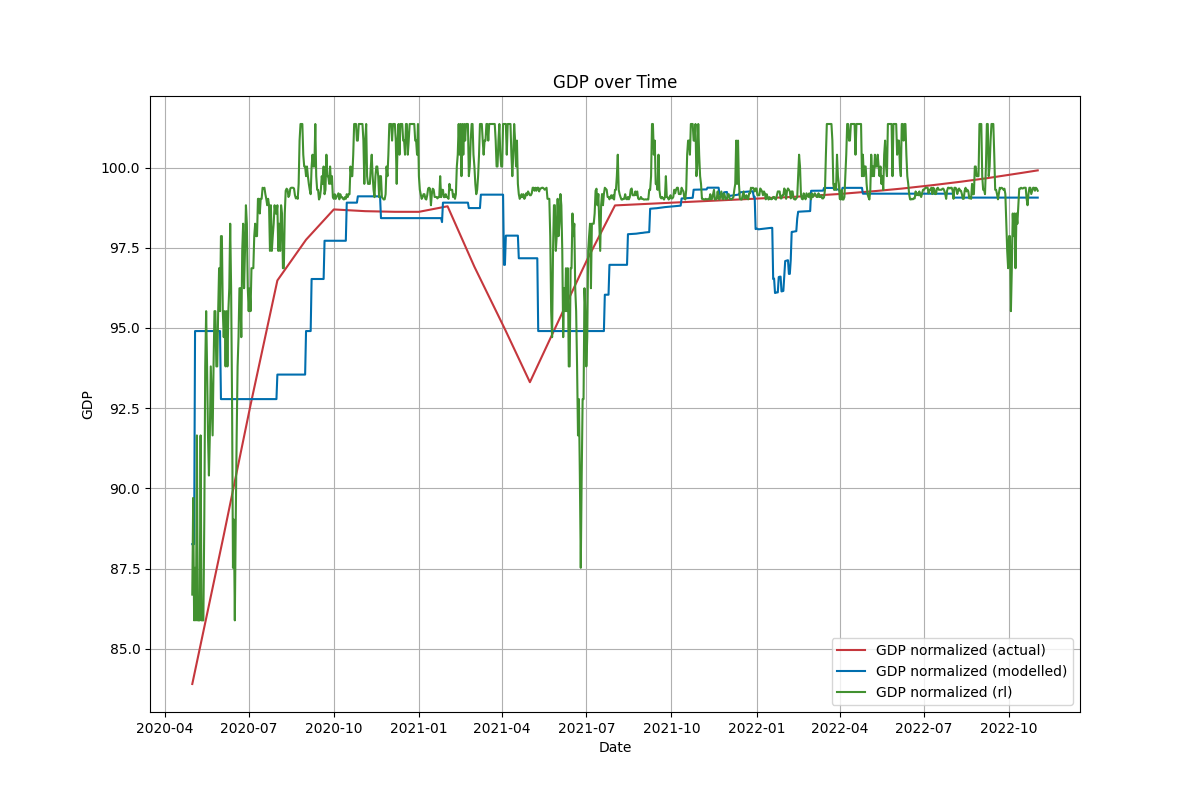 GDP over Time
100.0
97.5
95.0
92.5
90.0
87.5
85.0
GDP
GDP normalized (actual)
GDP normalized (modelled)
GDP normalized (rl)
2020-04 2020-07 2020-10 2021-01 2021-04 2021-07 2021-10 2022-01 2022-04 2022-07 2022-10
Date